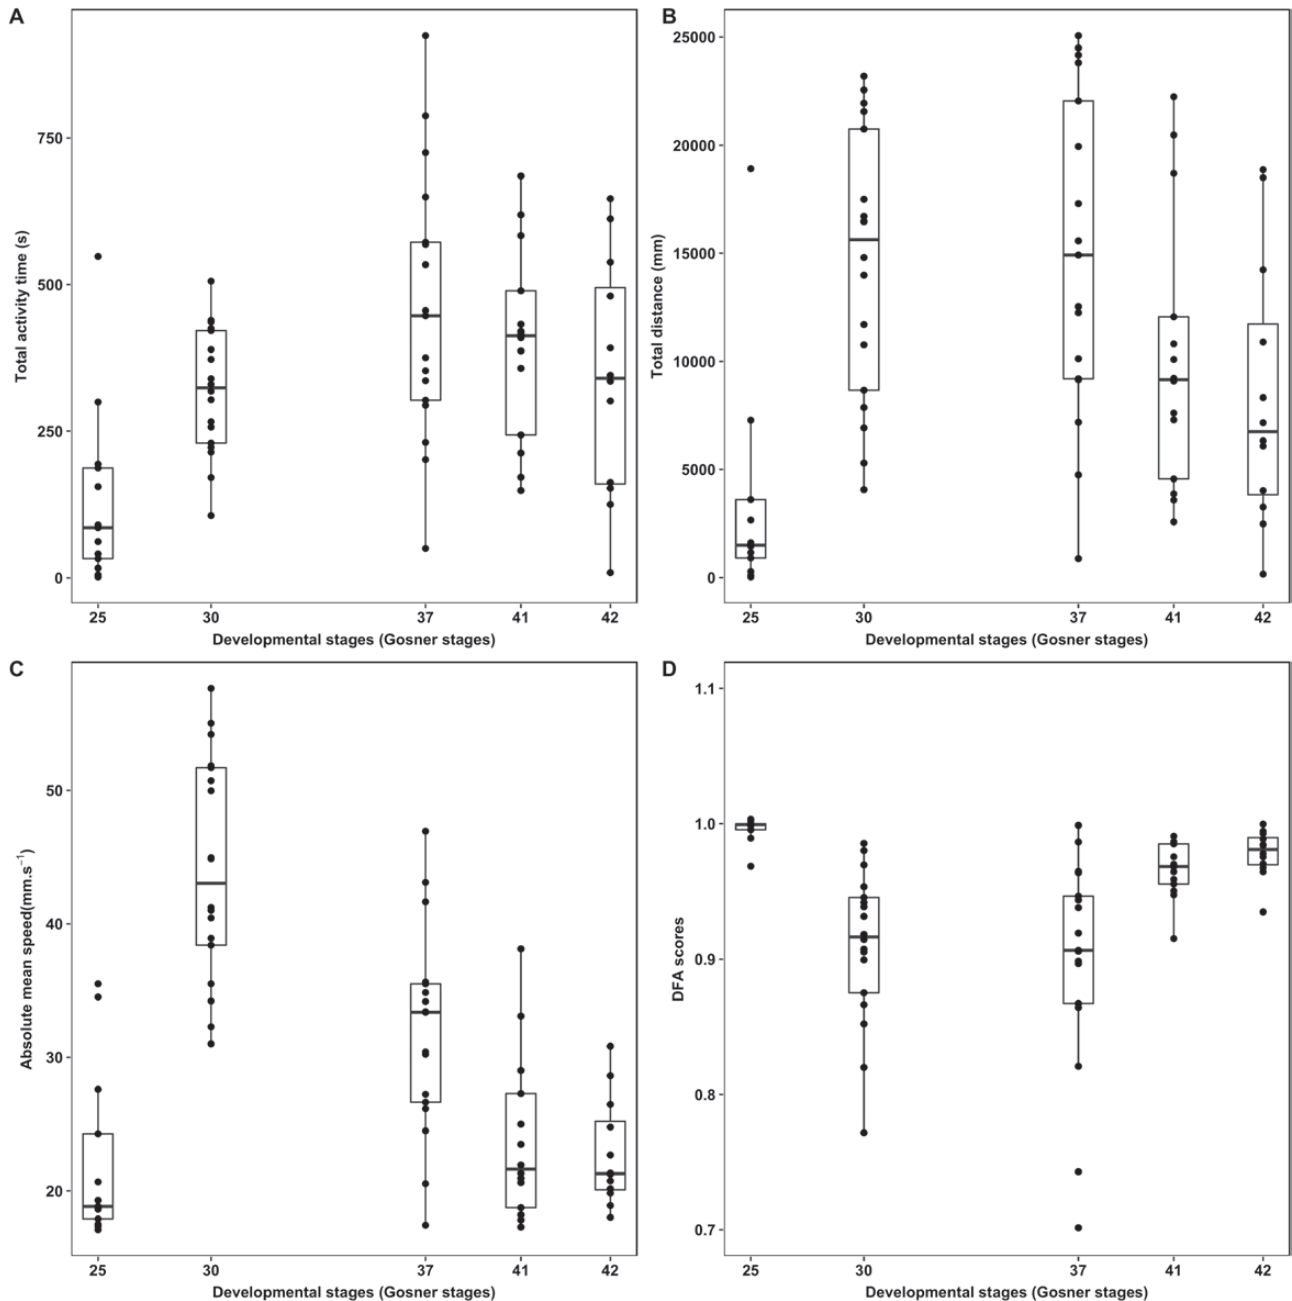 A
Total activity time (s)
750
500
250
0
25 30 37 41 42
Developmental stages (Gosner stages)
B
Total distance (mm)
25000
20000
15000
10000
5000
0
25 30 37 41 42
Developmental stages (Gosner stages)
C
Absolute mean speed(mm.s⁻¹)
50
40
30
20
25 30 37 41 42
Developmental stages (Gosner stages)
D
DFA scores
1.1
1.0
0.9
0.8
0.7
25 30 37 41 42
Developmental stages (Gosner stages)